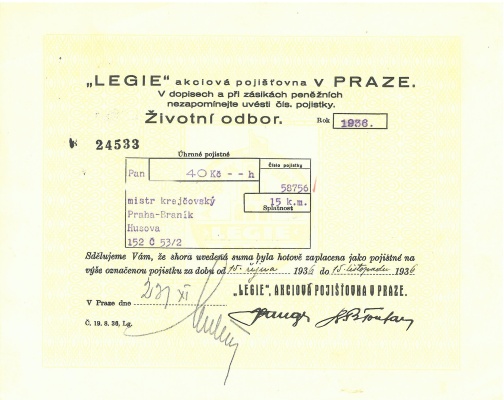 „LEGIE“ akciová pojišťovna V PRAZE.
V dopisech a při zásilkách peněžních
nezapomínejte uvésti čís. pojistky.
Životní odbor.
Rok 1936.
№ 24533
Úhrnné pojistné
Číslo pojistky
Pan 40 Kč - - h
58756
mistr krejčovský
15 k.m.
Splatnost
Praha-Braník
Husova
152 Č 53/2
LEGIE
Sdělujeme Vám, že shora uvedená suma byla hotově zaplacena jako pojistné na
výše označenou pojistku za dobu od 15. října 1936 do 15. listopadu 1936
„LEGIE“, AKCIOVÁ POJIŠŤOVNA V PRAZE.
V Praze dne XI
Č. 19. 8. 36, Lg.